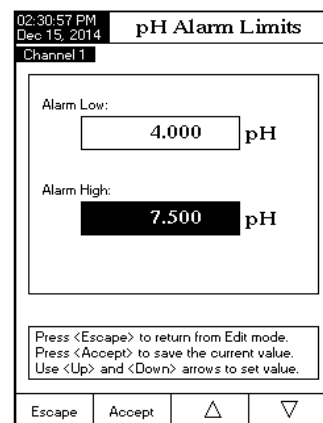 02:30:57 PM
Dec 15, 2014
pH Alarm Limits
Channel 1
Alarm Low:
4.000 pH
Alarm High:
7.500 pH
Press <Escape> to return from Edit mode.
Press <Accept> to save the current value.
Use <Up> and <Down> arrows to set value.
Escape Accept △ ▽